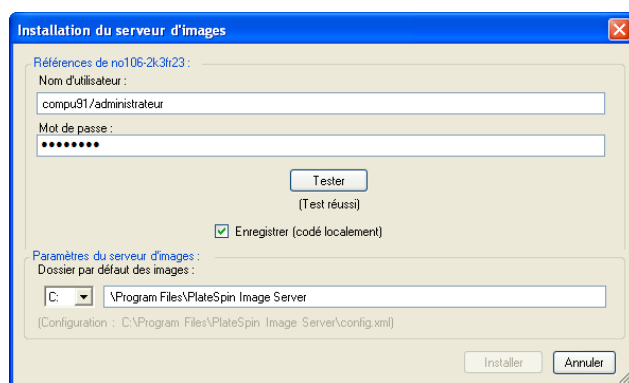 Installation du serveur d'images
Références de no106-2k3fr23 :
Nom d'utilisateur :
compu91/administrateur
Mot de passe :
••••••••
Tester
(Test réussi)
Enregistrer (codé localement)
Paramètres du serveur d'images :
Dossier par défaut des images :
C: \Program Files\PlateSpin Image Server
(Configuration : C:\Program Files\PlateSpin Image Server\config.xml)
Installer Annuler